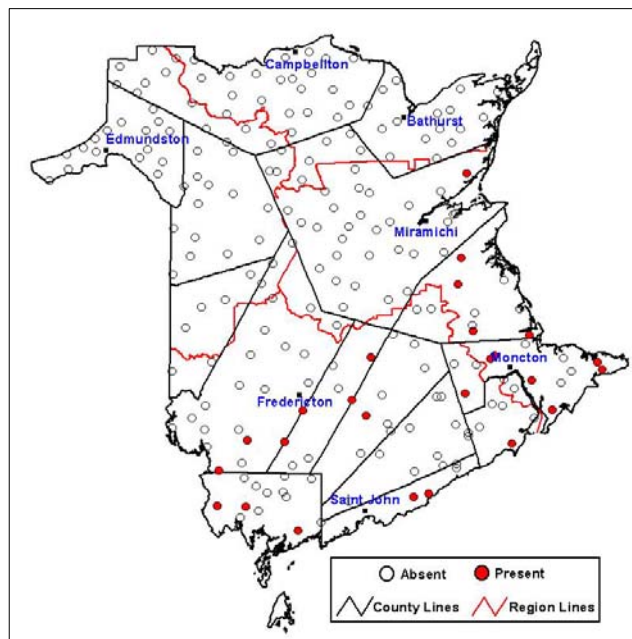 Campbellton
Bathurst
Edmundston
Miramichi
Moncton
Fredericton
Saint John
Absent Present
County Lines Region Lines